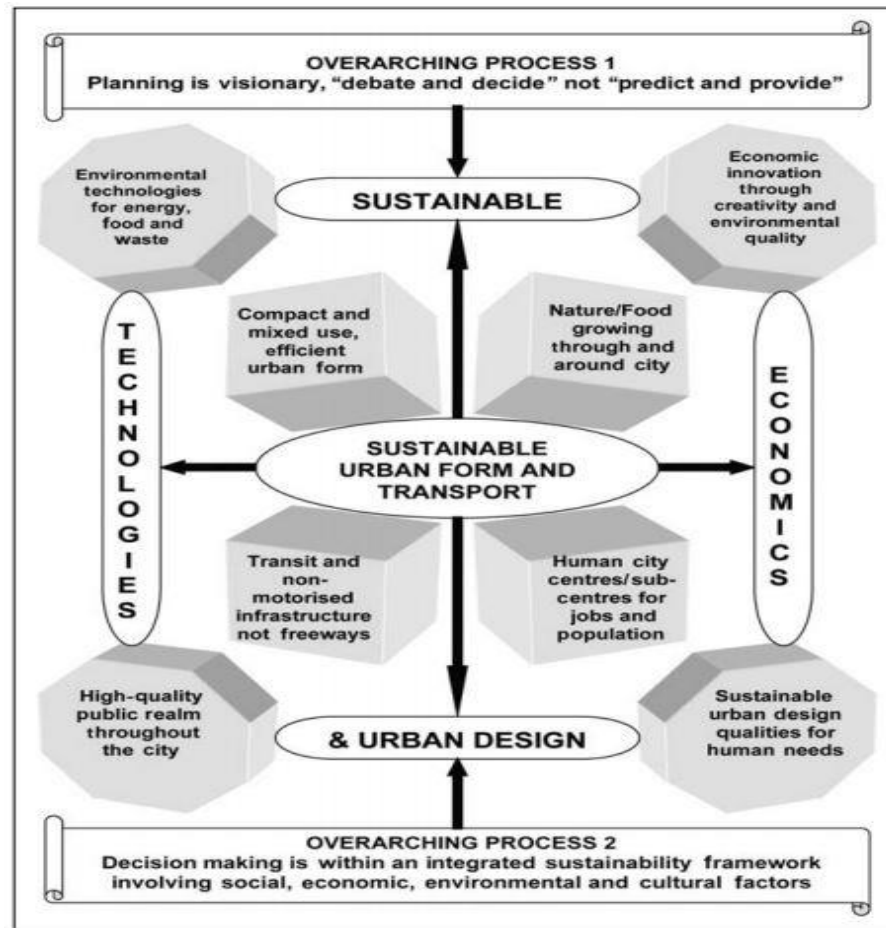 OVERARCHING PROCESS 1
Planning is visionary, “debate and decide” not “predict and provide”
Environmental
technologies
for energy,
food and
waste
SUSTAINABLE
Economic
innovation
through
creativity and
environmental
quality
Compact and
mixed use,
efficient
urban form
Nature/Food
growing
through and
around city
TECHNOLOGIES
SUSTAINABLE
URBAN FORM AND
TRANSPORT
ECONOMICS
Transit and
non-
motorised
infrastructure
not freeways
Human city
centres/sub-
centres for
jobs and
population
High-quality
public realm
throughout
the city
& URBAN DESIGN
Sustainable
urban design
qualities for
human needs
OVERARCHING PROCESS 2
Decision making is within an integrated sustainability framework
involving social, economic, environmental and cultural factors